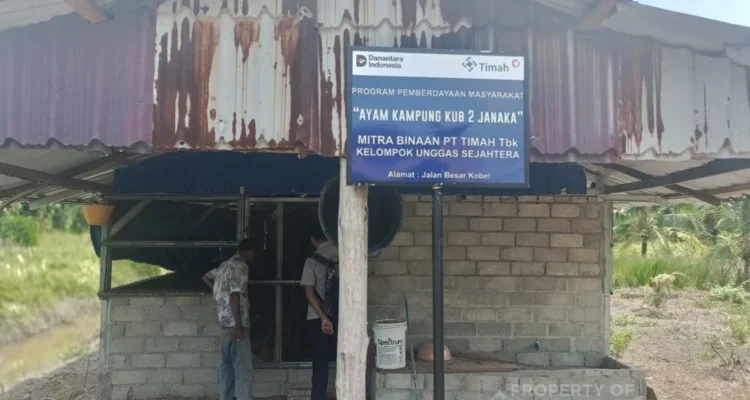 Danantara
Indonesia
Timah
PROGRAM PEMBERDAYAAN MASYARAKAT
"AYAM KAMPUNG KUB 2 JANAKA"
MITRA BINAAN PT TIMAH Tbk
KELOMPOK UNGGAS SEJAHTERA
Alamat : Jalan Besar Kobel
Spectrum
PROPERTY OF